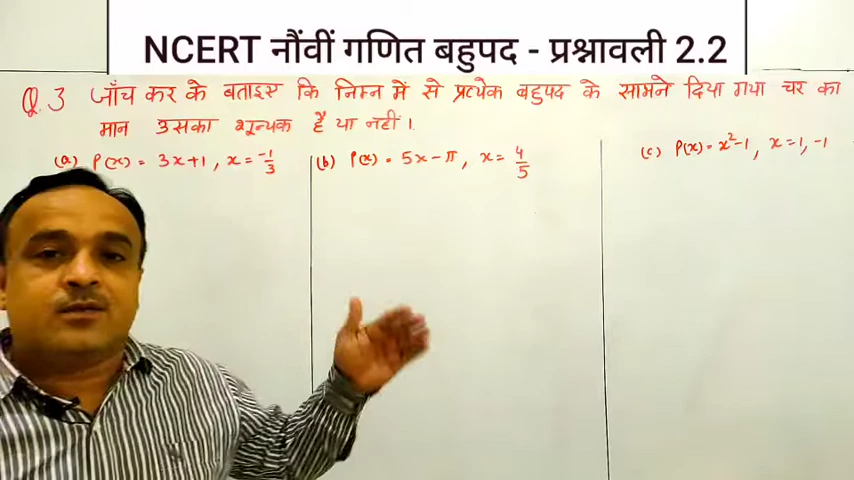 NCERT नौंवीं गणित बहुपद - प्रश्नावली 2.2
Q.3 जाँच कर के बताइए कि निम्न में से प्रत्येक बहुपद के सामने दिया गया चर का
मान उसका शून्यक है या नहीं।
(a) P(x) = 3x+1, x = -1/3
(b) P(x) = 5x-π, x = 4/5
(c) P(x) = x²-1, x = 1, -1